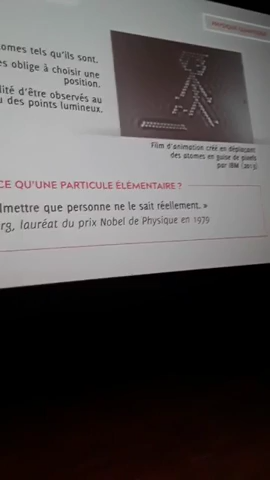 omes tels qu'ils sont.
es oblige à choisir une
position.
lité d'être observés au
u des points lumineux.
Film d'animation créé en déplaçant
des atomes en guise de pixels
par IBM (2013)
CE QU'UNE PARTICULE ÉLÉMENTAIRE ?
lmettre que personne ne le sait réellement. »
rg, lauréat du prix Nobel de Physique en 1979